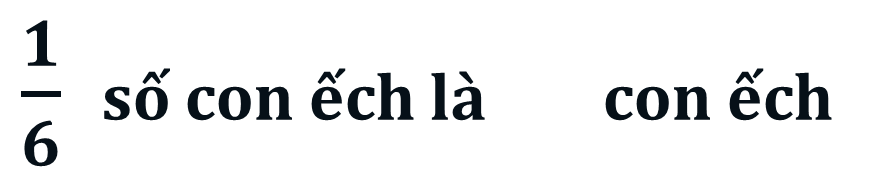 1/6 số con ếch là con ếch